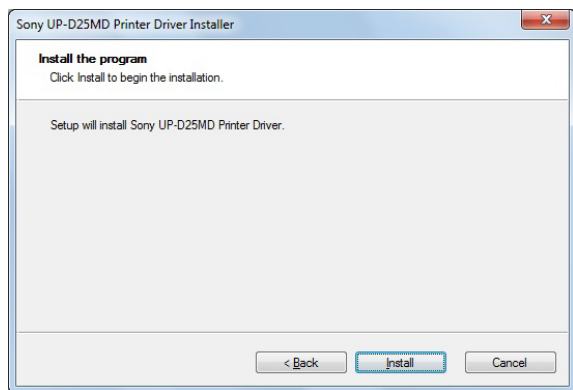 Sony UP-D25MD Printer Driver Installer
Install the program
Click Install to begin the installation.
Setup will install Sony UP-D25MD Printer Driver.
< Back Install Cancel